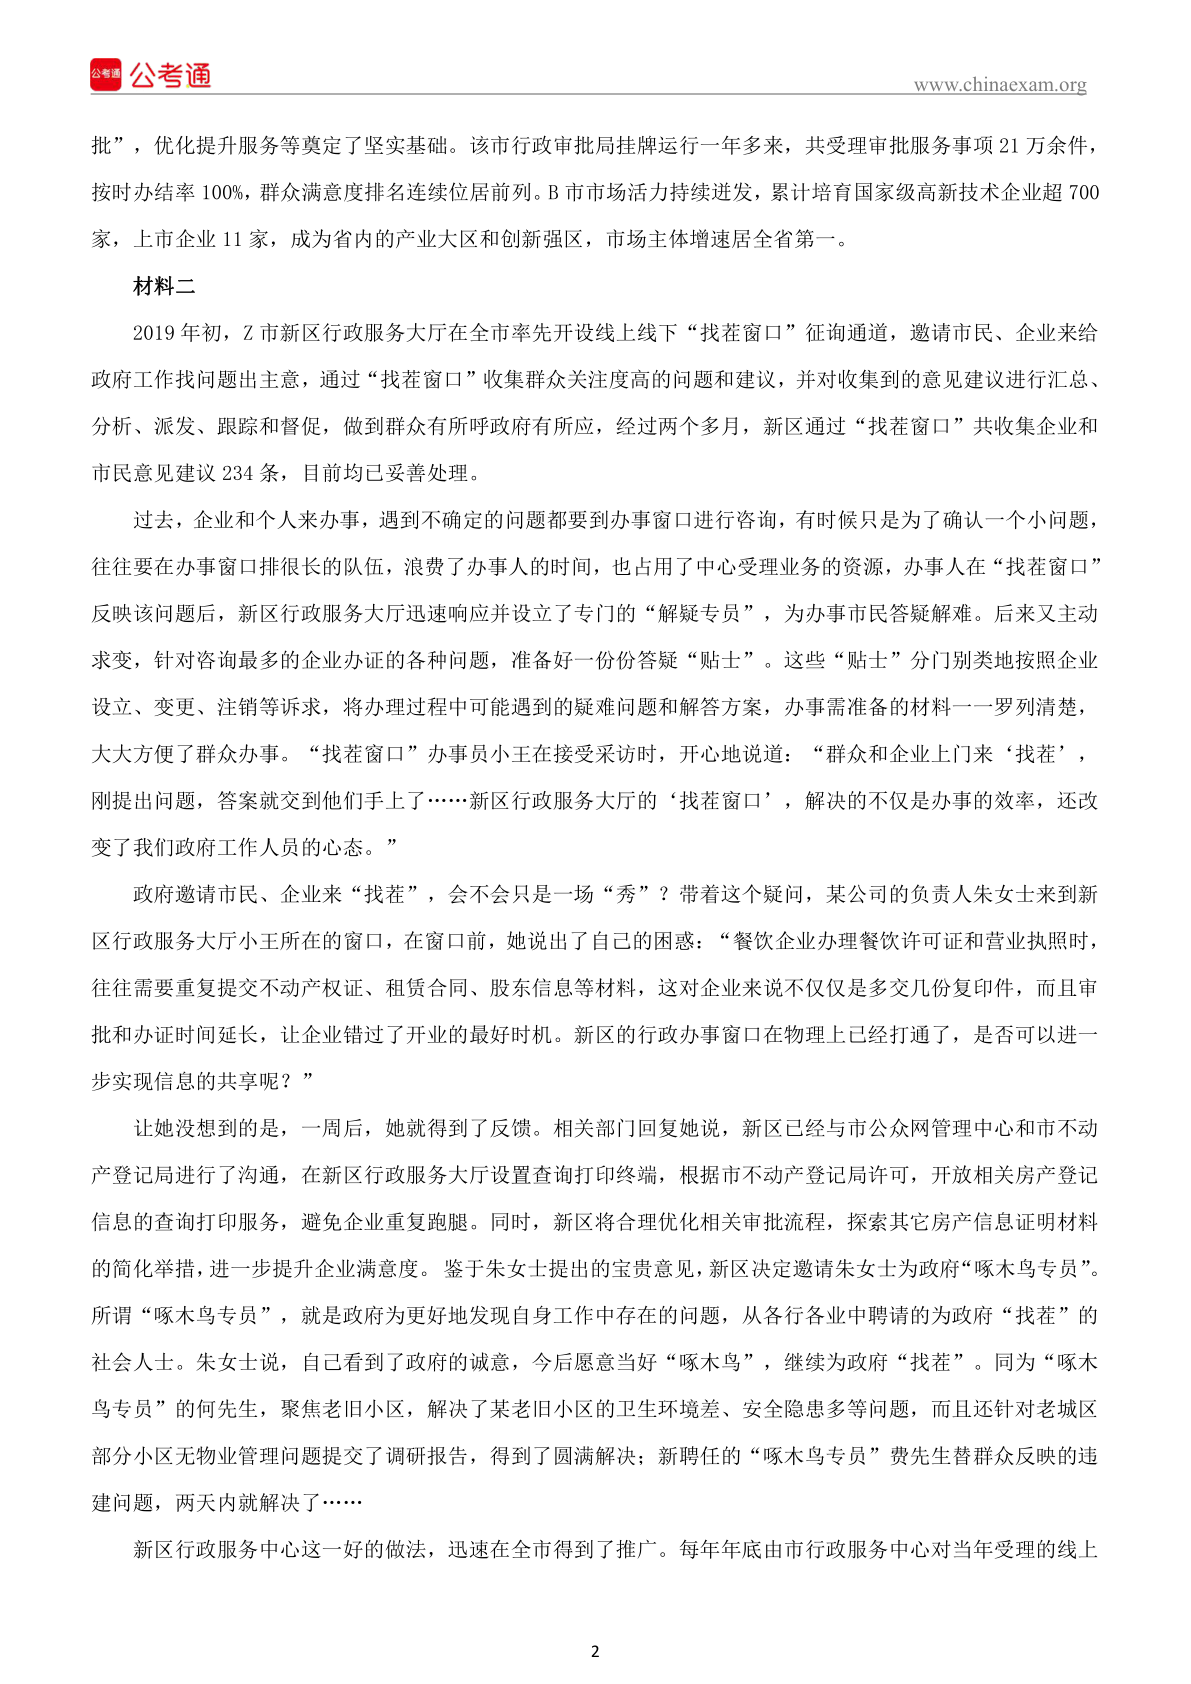 公考通 公考通
www.chinaexam.org
批”，优化提升服务等奠定了坚实基础。该市行政审批局挂牌运行一年多来，共受理审批服务事项 21 万余件，
按时办结率 100%，群众满意度排名连续位居前列。B 市市场活力持续迸发，累计培育国家级高新技术企业超 700
家，上市企业 11 家，成为省内的产业大区和创新强区，市场主体增速居全省第一。
材料二
2019 年初，Z 市新区行政服务大厅在全市率先开设线上线下“找茬窗口”征询通道，邀请市民、企业来给
政府工作找问题出主意，通过“找茬窗口”收集群众关注度高的问题和建议，并对收集到的意见建议进行汇总、
分析、派发、跟踪和督促，做到群众有所呼政府有所应，经过两个多月，新区通过“找茬窗口”共收集企业和
市民意见建议 234 条，目前均已妥善处理。
过去，企业和个人来办事，遇到不确定的问题都要到办事窗口进行咨询，有时候只是为了确认一个小问题，
往往要在办事窗口排很长的队伍，浪费了办事人的时间，也占用了中心受理业务的资源，办事人在“找茬窗口”
反映该问题后，新区行政服务大厅迅速响应并设立了专门的“解疑专员”，为办事市民答疑解难。后来又主动
求变，针对咨询最多的企业办证的各种问题，准备好一份份答疑“贴士”。这些“贴士”分门别类地按照企业
设立、变更、注销等诉求，将办理过程中可能遇到的疑难问题和解答方案，办事需准备的材料一一罗列清楚，
大大方便了群众办事。“找茬窗口”办事员小王在接受采访时，开心地说道：“群众和企业上门来‘找茬’，
刚提出问题，答案就交到他们手上了……新区行政服务大厅的‘找茬窗口’，解决的不仅是办事的效率，还改
变了我们政府工作人员的心态。”
政府邀请市民、企业来“找茬”，会不会只是一场“秀”？带着这个疑问，某公司的负责人朱女士来到新
区行政服务大厅小王所在的窗口，在窗口前，她说出了自己的困惑：“餐饮企业办理餐饮许可证和营业执照时，
往往需要重复提交不动产权证、租赁合同、股东信息等材料，这对企业来说不仅仅是多交几份复印件，而且审
批和办证时间延长，让企业错过了开业的最好时机。新区的行政办事窗口在物理上已经打通了，是否可以进一
步实现信息的共享呢？”
让她没想到的是，一周后，她就得到了反馈。相关部门回复她说，新区已经与市公众网管理中心和市不动
产登记局进行了沟通，在新区行政服务大厅设置查询打印终端，根据市不动产登记局许可，开放相关房产登记
信息的查询打印服务，避免企业重复跑腿。同时，新区将合理优化相关审批流程，探索其它房产信息证明材料
的简化举措，进一步提升企业满意度。 鉴于朱女士提出的宝贵意见，新区决定邀请朱女士为政府“啄木鸟专员”。
所谓“啄木鸟专员”，就是政府为更好地发现自身工作中存在的问题，从各行各业中聘请的为政府“找茬”的
社会人士。朱女士说，自己看到了政府的诚意，今后愿意当好“啄木鸟”，继续为政府“找茬”。同为“啄木
鸟专员”的何先生，聚焦老旧小区，解决了某老旧小区的卫生环境差、安全隐患多等问题，而且还针对老城区
部分小区无物业管理问题提交了调研报告，得到了圆满解决；新聘任的“啄木鸟专员”费先生替群众反映的违
建问题，两天内就解决了……
新区行政服务中心这一好的做法，迅速在全市得到了推广。每年年底由市行政服务中心对当年受理的线上
2